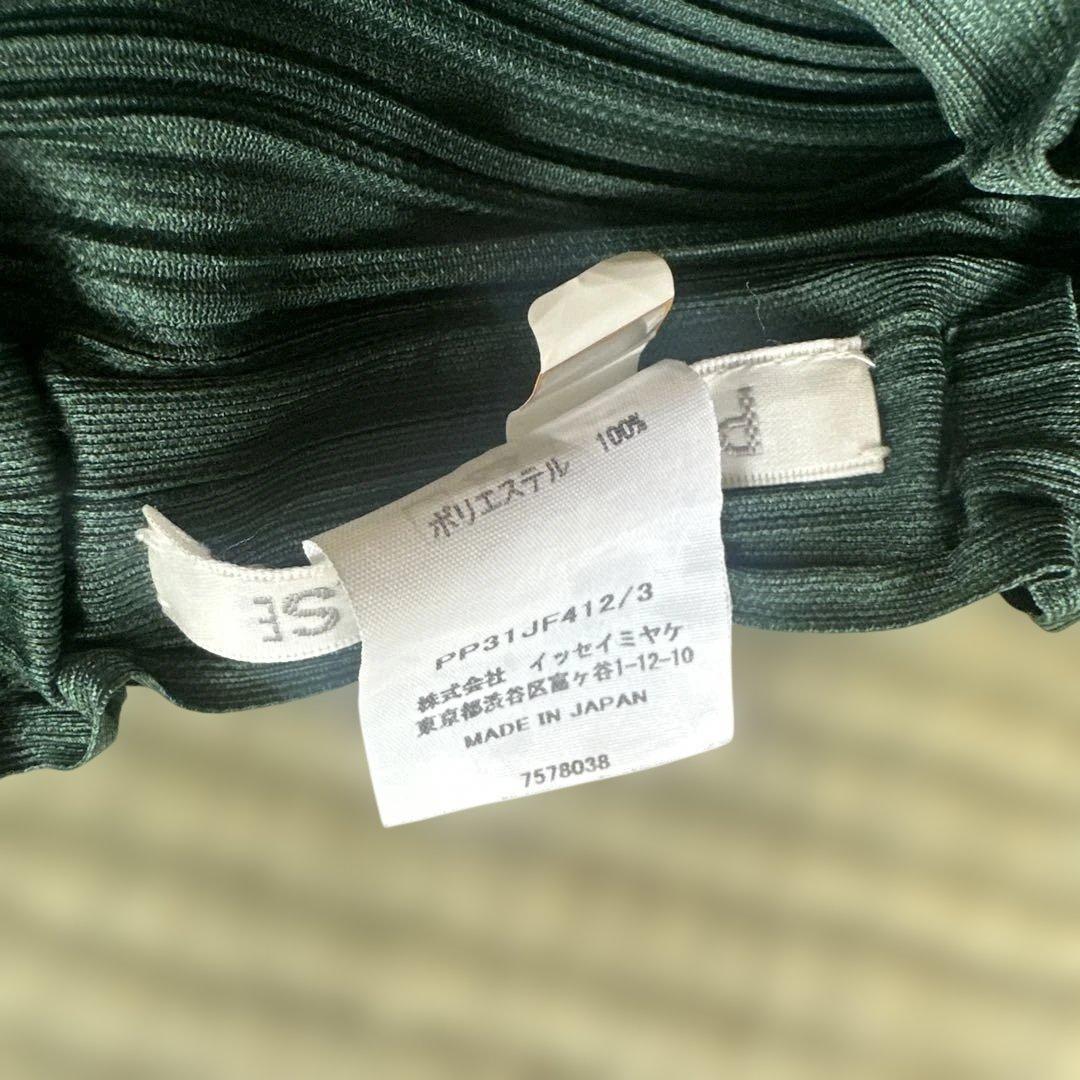 ポリエステル 100%
PP31JF412/3
株式会社 イッセイミヤケ
東京都渋谷区富ヶ谷1-12-10
MADE IN JAPAN
7578038